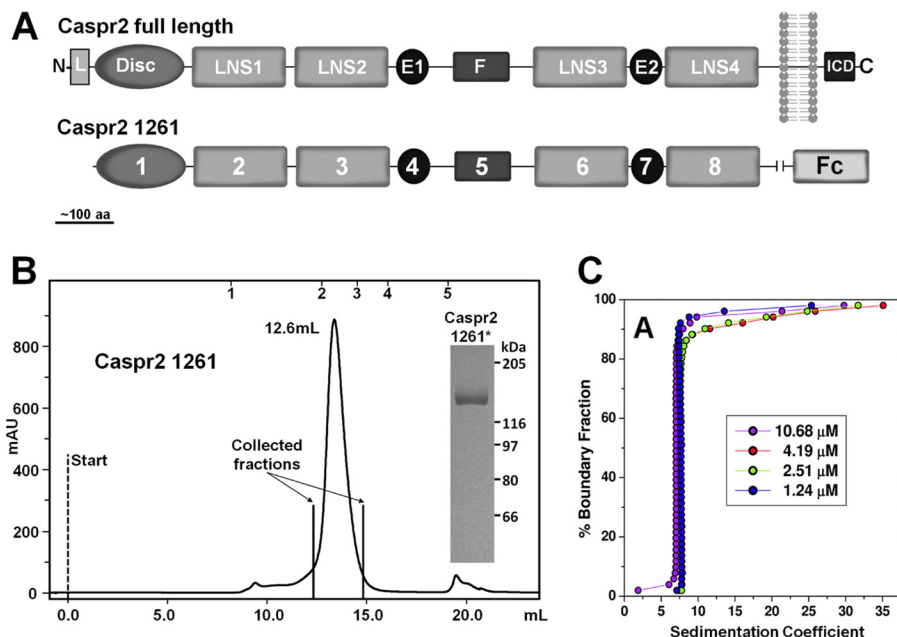 A
Caspr2 full length
N L Disc LNS1 LNS2 E1 F LNS3 E2 LNS4 ICD C
Caspr2 1261
1 2 3 4 5 6 7 8 Fc
~100 aa
B
1 2 3 4 5
12.6mL
Caspr2 1261
Caspr2
1261*
kDa
205
116
97
80
66
Collected
fractions
Start
mAU
800
600
400
200
0
0.0 10.0 15.0 20.0 mL
C
A
% Boundary Fraction
100
80
60
40
20
0
10.68 μM
4.19 μM
2.51 μM
1.24 μM
0 5 10 15 20 25 30 35
Sedimentation Coefficient